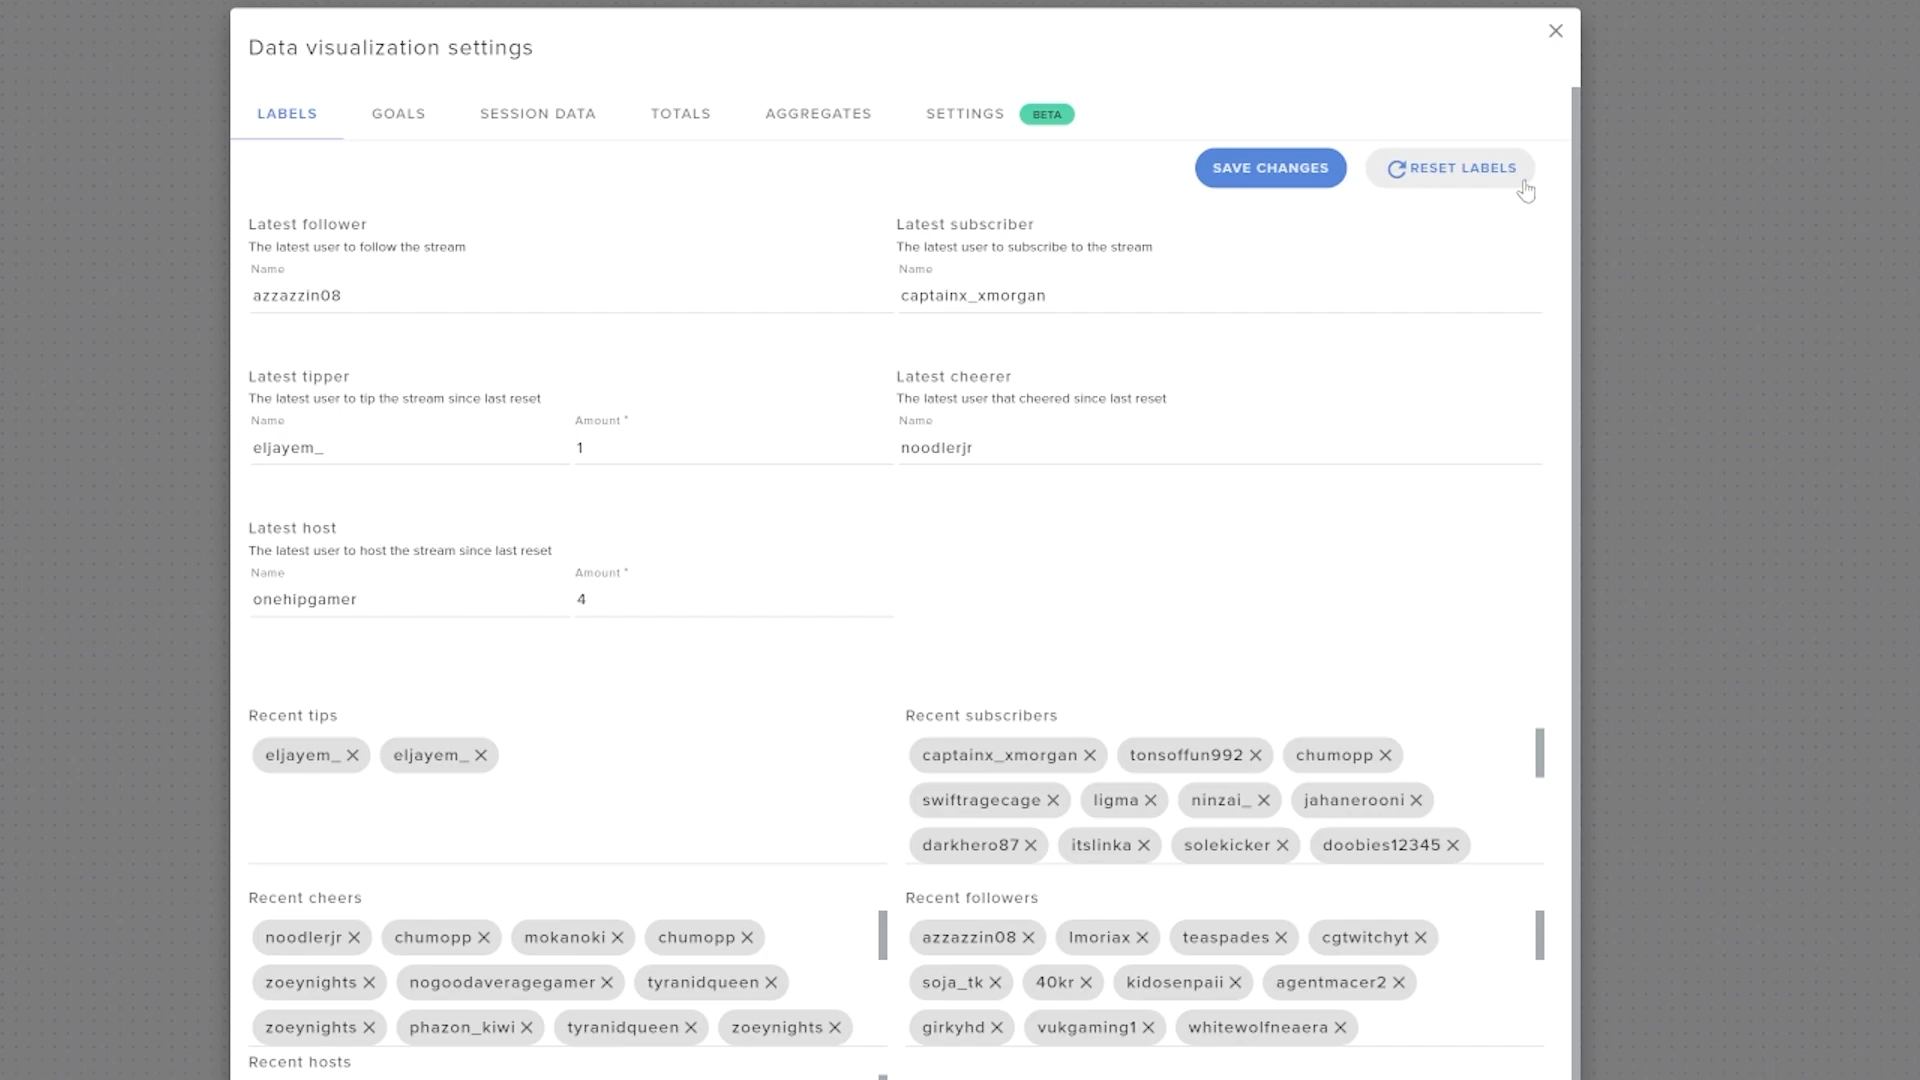 Data visualization settings
LABELS GOALS SESSION DATA TOTALS AGGREGATES SETTINGS BETA
SAVE CHANGES RESET LABELS
Latest follower
The latest user to follow the stream
Name
azzazzin08
Latest subscriber
The latest user to subscribe to the stream
Name
captainx_xmorgan
Latest tipper
The latest user to tip the stream since last reset
Name Amount *
eljayem_ 1
Latest cheerer
The latest user that cheered since last reset
Name
noodlerjr
Latest host
The latest user to host the stream since last reset
Name Amount *
onehipgamer 4
Recent tips
eljayem_ eljayem_
Recent subscribers
captainx_xmorgan tonsoffun992 chumopp
swiftragecage ligma ninzai_ jahanerooni
darkhero87 itslinka solekicker doobies12345
Recent cheers
noodlerjr chumopp mokanoki chumopp
zoeynights nogoodaveragegamer tyranidqueen
zoeynights phazon_kiwi tyranidqueen zoeynights
Recent followers
azzazzin08 lmoriax teaspades cgtwitchyt
soja_tk 40kr kidosenpaii agentmacer2
girkyhd vukgaming1 whitewolfneaera
Recent hosts